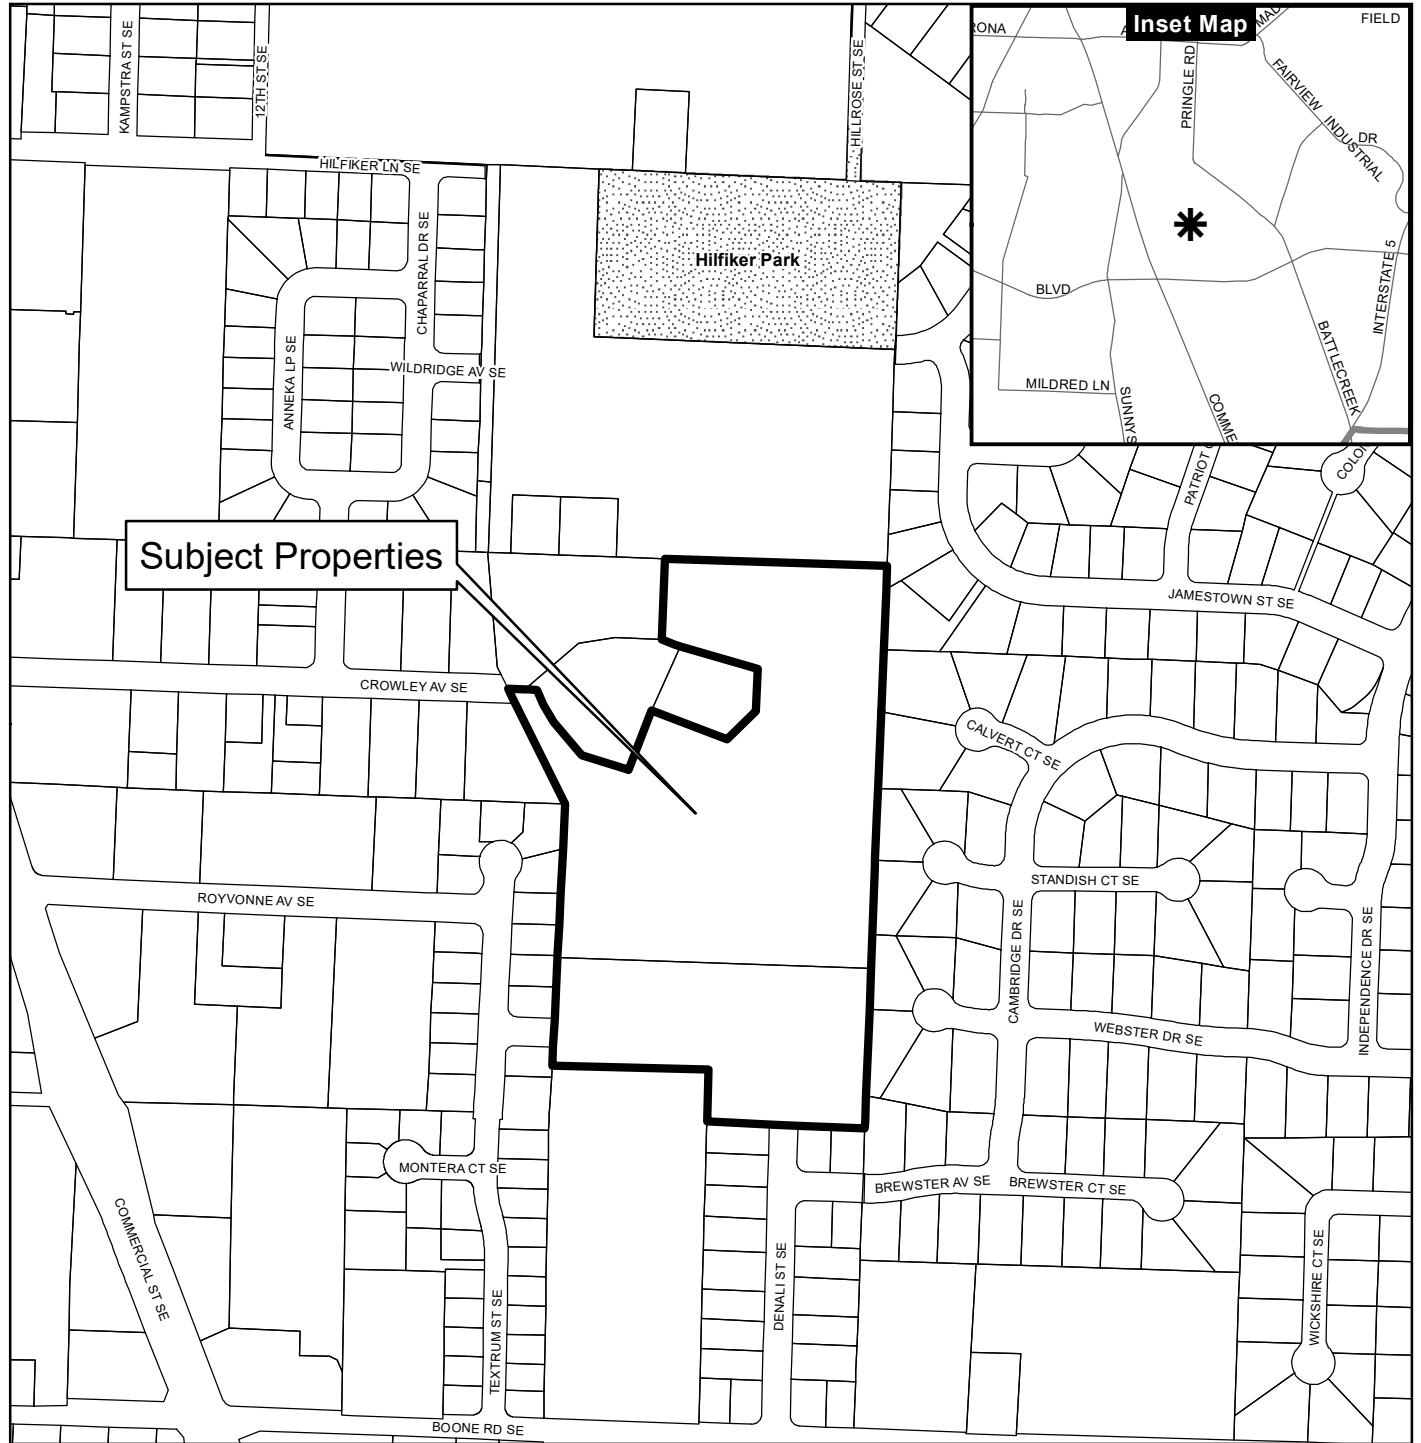 KAMPSTRA ST SE
12TH ST SE
HILLROSE ST SE
Inset Map
FIELD
PRINGLE RD
FAIRVIEW INDUSTRIAL
DR
BLVD
INTERSTATE 5
MILDRED LN
BATTLECREEK
SUNNYS
COMME
HILFIKER LN SE
CHAPARRAL DR SE
Hilfiker Park
ANNEKA LP SE
WILDRIDGE AV SE
PATRIOT
COLON
Subject Properties
JAMESTOWN ST SE
CROWLEY AV SE
CALVERT CT SE
STANDISH CT SE
ROYVONNE AV SE
CAMBRIDGE DR SE
INDEPENDENCE DR SE
WEBSTER DR SE
MONTERA CT SE
BREWSTER AV SE
BREWSTER CT SE
COMMERCIAL ST SE
DENALI ST SE
WICKSHIRE CT SE
TEXTRUM ST SE
BOONE RD SE